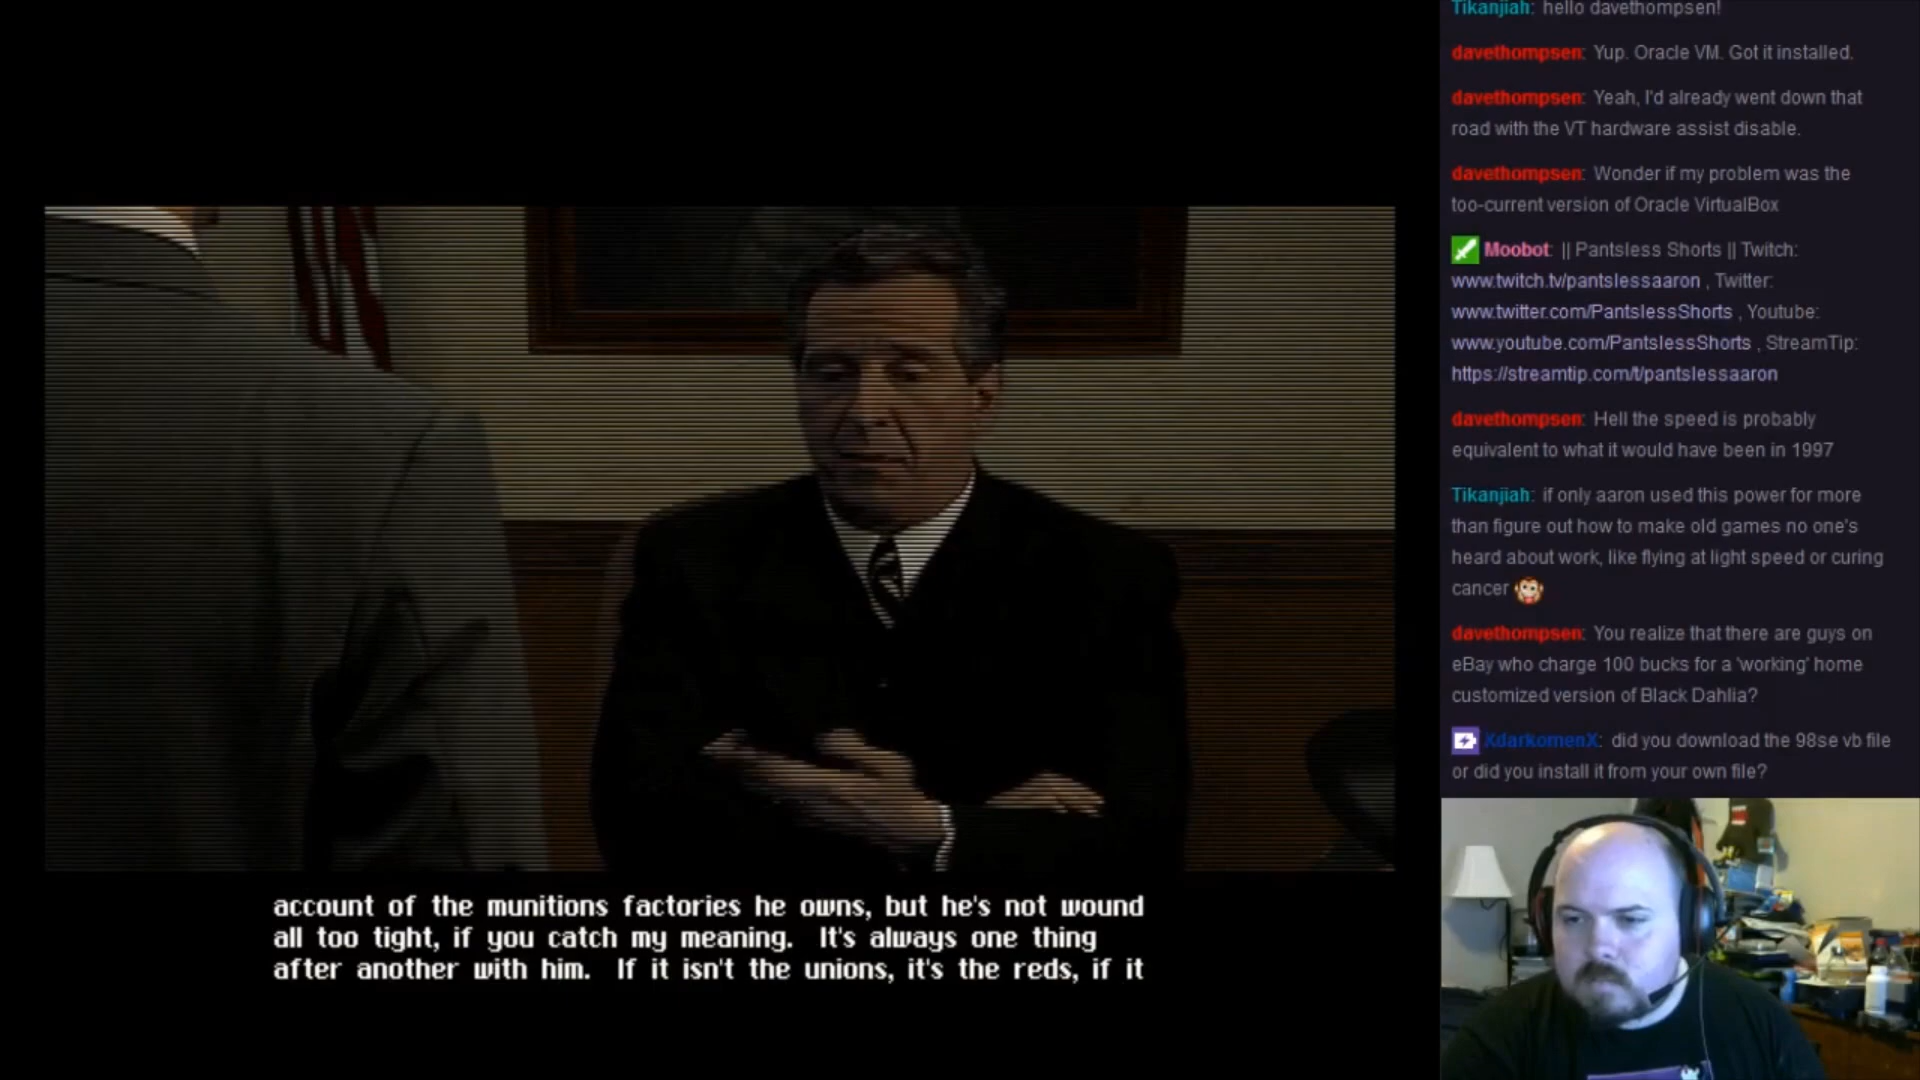 account of the munitions factories he owns, but he's not wound
all too tight, if you catch my meaning. It's always one thing
after another with him. If it isn't the unions, it's the reds, if it
Tikanjiah: hello davethompsen!
davethompsen: Yup. Oracle VM. Got it installed.
davethompsen: Yeah, I'd already went down that
road with the VT hardware assist disable.
davethompsen: Wonder if my problem was the
too-current version of Oracle VirtualBox
Moobot: || Pantsless Shorts || Twitch:
www.twitch.tv/pantslessaaron , Twitter:
www.twitter.com/PantslessShorts , Youtube:
www.youtube.com/PantslessShorts , StreamTip:
https://streamtip.com/t/pantslessaaron
davethompsen: Hell the speed is probably
equivalent to what it would have been in 1997
Tikanjiah: if only aaron used this power for more
than figure out how to make old games no one's
heard about work, like flying at light speed or curing
cancer
davethompsen: You realize that there are guys on
eBay who charge 100 bucks for a 'working' home
customized version of Black Dahlia?
XdarkomenX: did you download the 98se vb file
or did you install it from your own file?